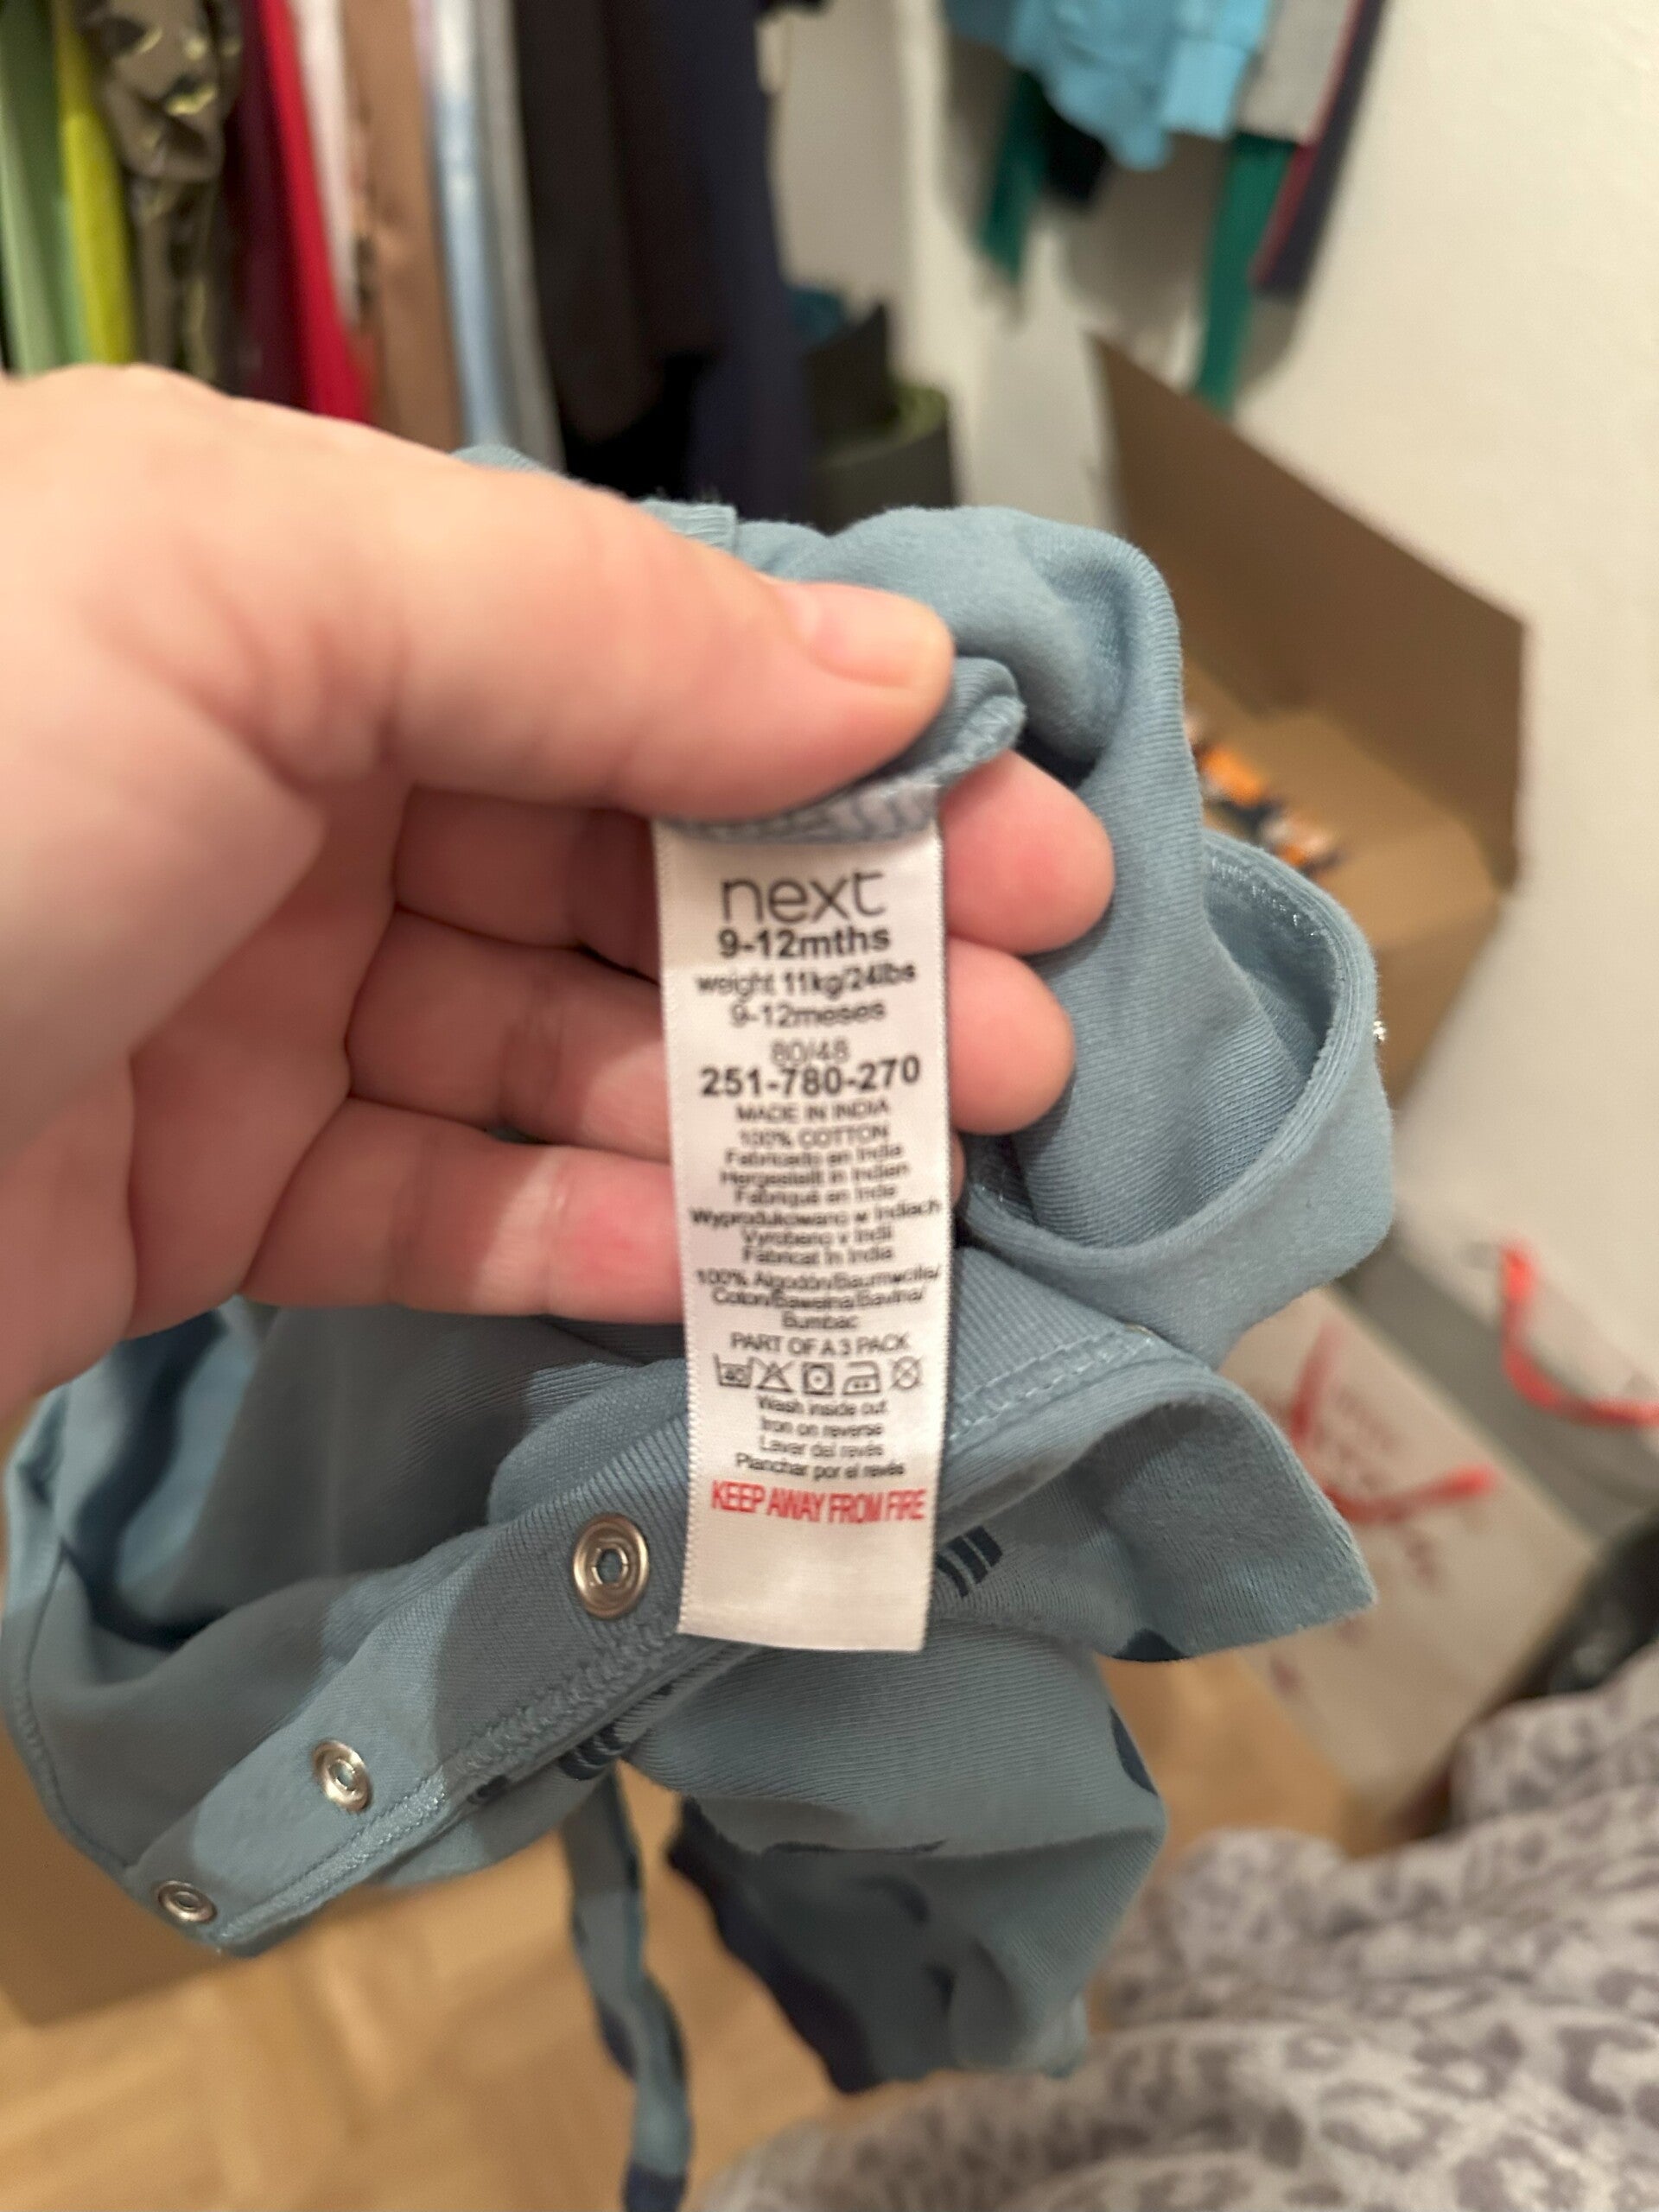 next
9-12mths
weight 11kg/24lbs
9-12meses
80/48
251-780-270
MADE IN INDIA
100% COTTON
Fabricado en India
Hergestellt in Indien
Fabriqué en Inde
Wyprodukowano w Indiach
Vyrobeno v Indii
Fabricat în India
100% Algodón/Baumwolle/
Coton/Bawełna/Bavlna/
Bumbac
PART OF A 3 PACK
40
Wash inside out
Iron on reverse
Lavar del revés
Planchar por el revés
KEEP AWAY FROM FIRE